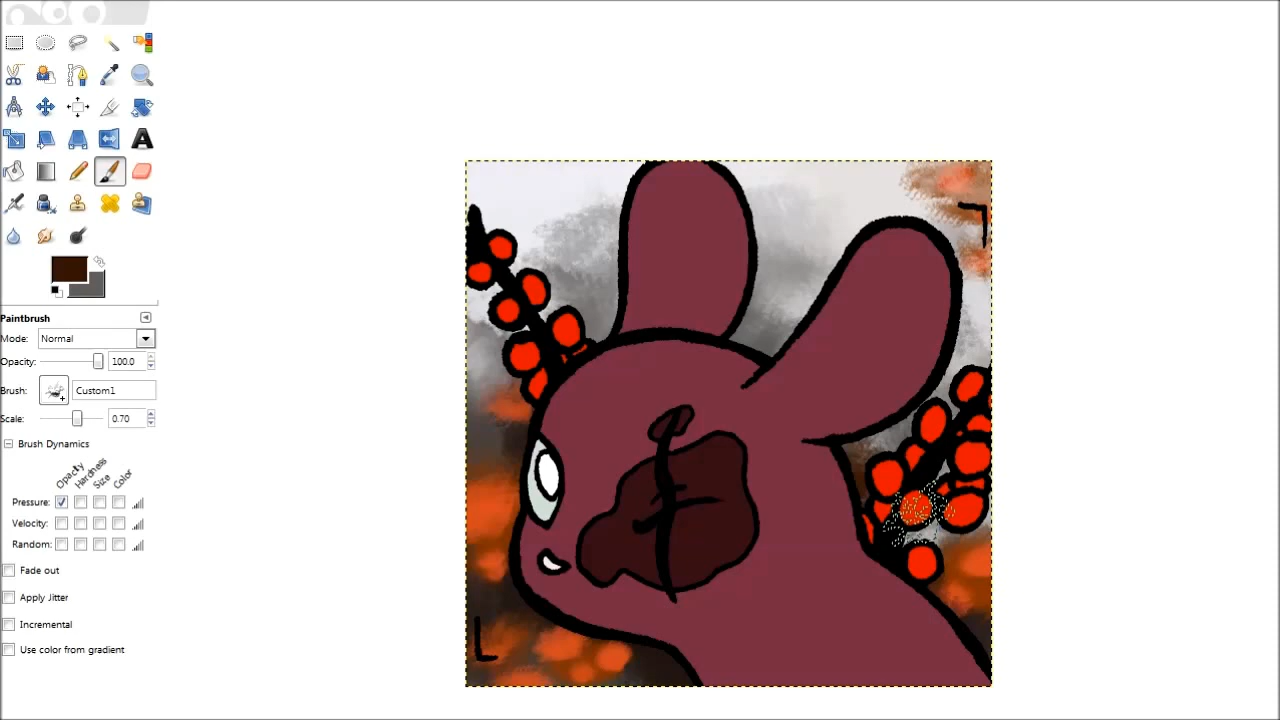 Paintbrush
Mode: Normal
Opacity: 100.0
Brush: Custom1
Scale: 0.70
Brush Dynamics
Opacity Hardness Size Color
Pressure:
Velocity:
Random:
Fade out
Apply Jitter
Incremental
Use color from gradient